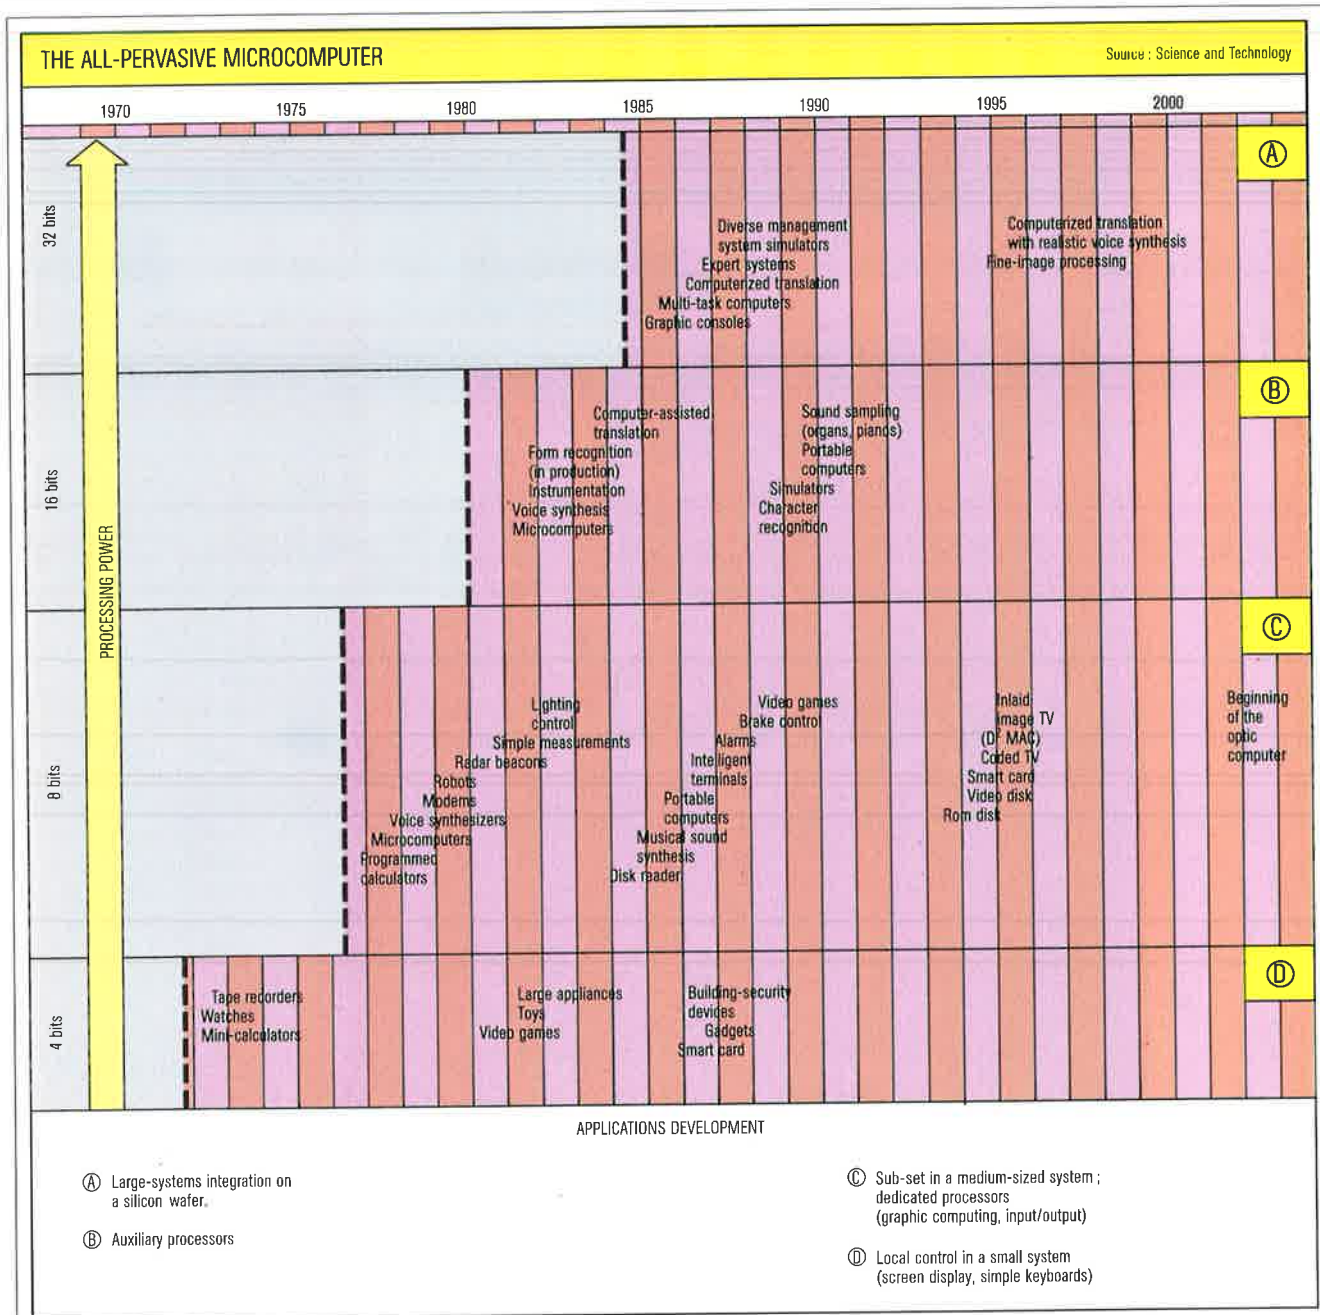 THE ALL-PERVASIVE MICROCOMPUTER
Source : Science and Technology
1970 1975 1980 1985 1990 1995 2000
PROCESSING POWER
32 bits
A
Diverse management
system simulators
Expert systems
Computerized translation
Multi-task computers
Graphic consoles
Computerized translation
with realistic voice synthesis
Fine-image processing
16 bits
B
Computer-assisted
translation
Form recognition
(in production)
Instrumentation
Voice synthesis
Microcomputers
Sound sampling
(organs, pianos)
Portable
computers
Simulators
Character
recognition
8 bits
C
Lighting
control
Simple measurements
Radar beacons
Robots
Modems
Voice synthesizers
Microcomputers
Programmed
calculators
Video games
Brake control
Alarms
Intelligent
terminals
Portable
computers
Musical sound
synthesis
Disk reader
Inlaid
image TV
(D² MAC)
Coded TV
Smart card
Video disk
Rom disk
Beginning
of the
optic
computer
4 bits
D
Tape recorders
Watches
Mini-calculators
Large appliances
Toys
Video games
Building-security
devices
Gadgets
Smart card
APPLICATIONS DEVELOPMENT
A Large-systems integration on
a silicon wafer.
B Auxiliary processors
C Sub-set in a medium-sized system ;
dedicated processors
(graphic computing, input/output)
D Local control in a small system
(screen display, simple keyboards)